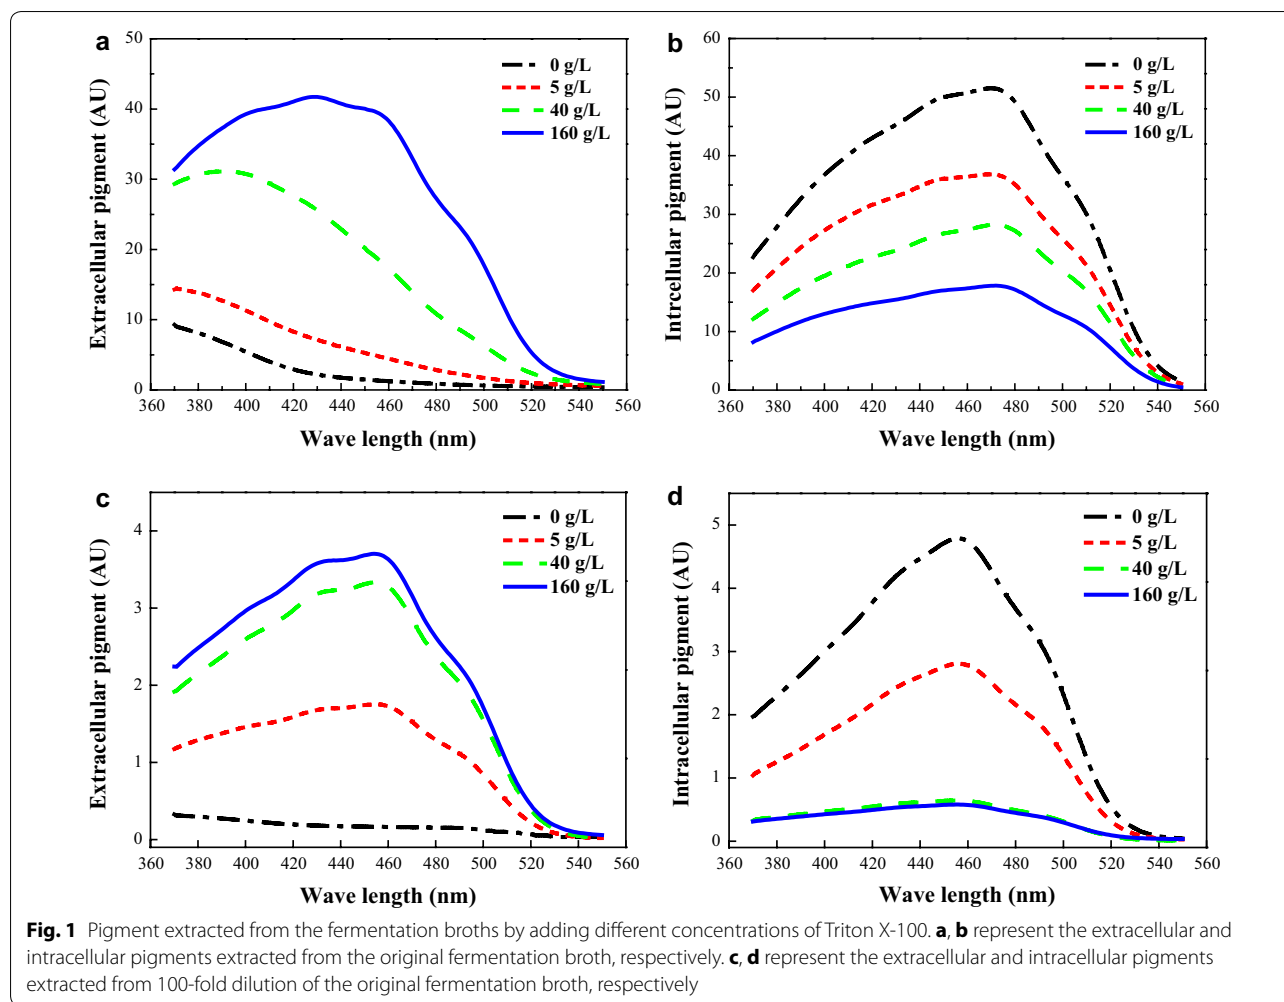 a
50
40
30
20
10
0
Extracellular pigment (AU)
0 g/L
5 g/L
40 g/L
160 g/L
360 380 400 420 440 460 480 500 520 540 560
Wave length (nm)
b
60
50
40
30
20
10
0
Intrcellular pigment (AU)
0 g/L
5 g/L
40 g/L
160 g/L
360 380 400 420 440 460 480 500 520 540 560
Wave length (nm)
c
4
3
2
1
0
Extracellular pigment (AU)
0 g/L
5 g/L
40 g/L
160 g/L
360 380 400 420 440 460 480 500 520 540 560
Wave length (nm)
d
5
4
3
2
1
0
Intracellular pigment (AU)
0 g/L
5 g/L
40 g/L
160 g/L
360 380 400 420 440 460 480 500 520 540 560
Wave length (nm)
Fig. 1 Pigment extracted from the fermentation broths by adding different concentrations of Triton X-100. a, b represent the extracellular and
intracellular pigments extracted from the original fermentation broth, respectively. c, d represent the extracellular and intracellular pigments
extracted from 100-fold dilution of the original fermentation broth, respectively